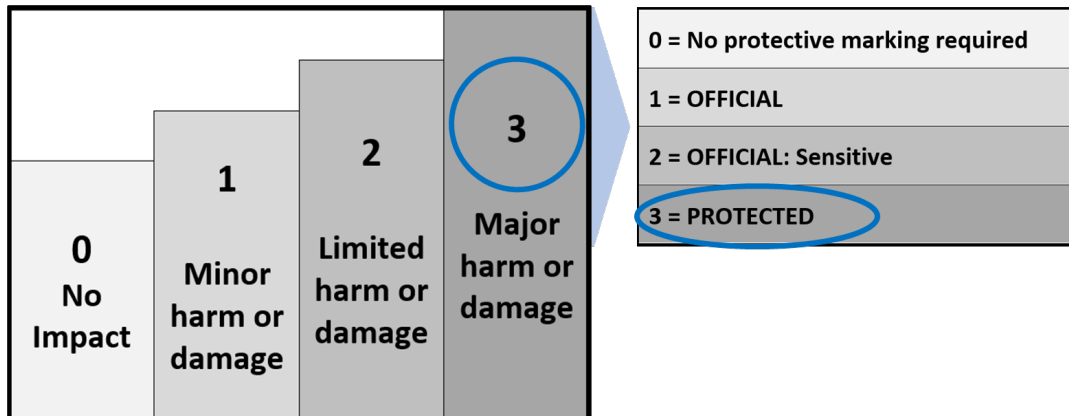 0
No
Impact
1
Minor
harm or
damage
2
Limited
harm or
damage
3
Major
harm or
damage
0 = No protective marking required
1 = OFFICIAL
2 = OFFICIAL: Sensitive
3 = PROTECTED